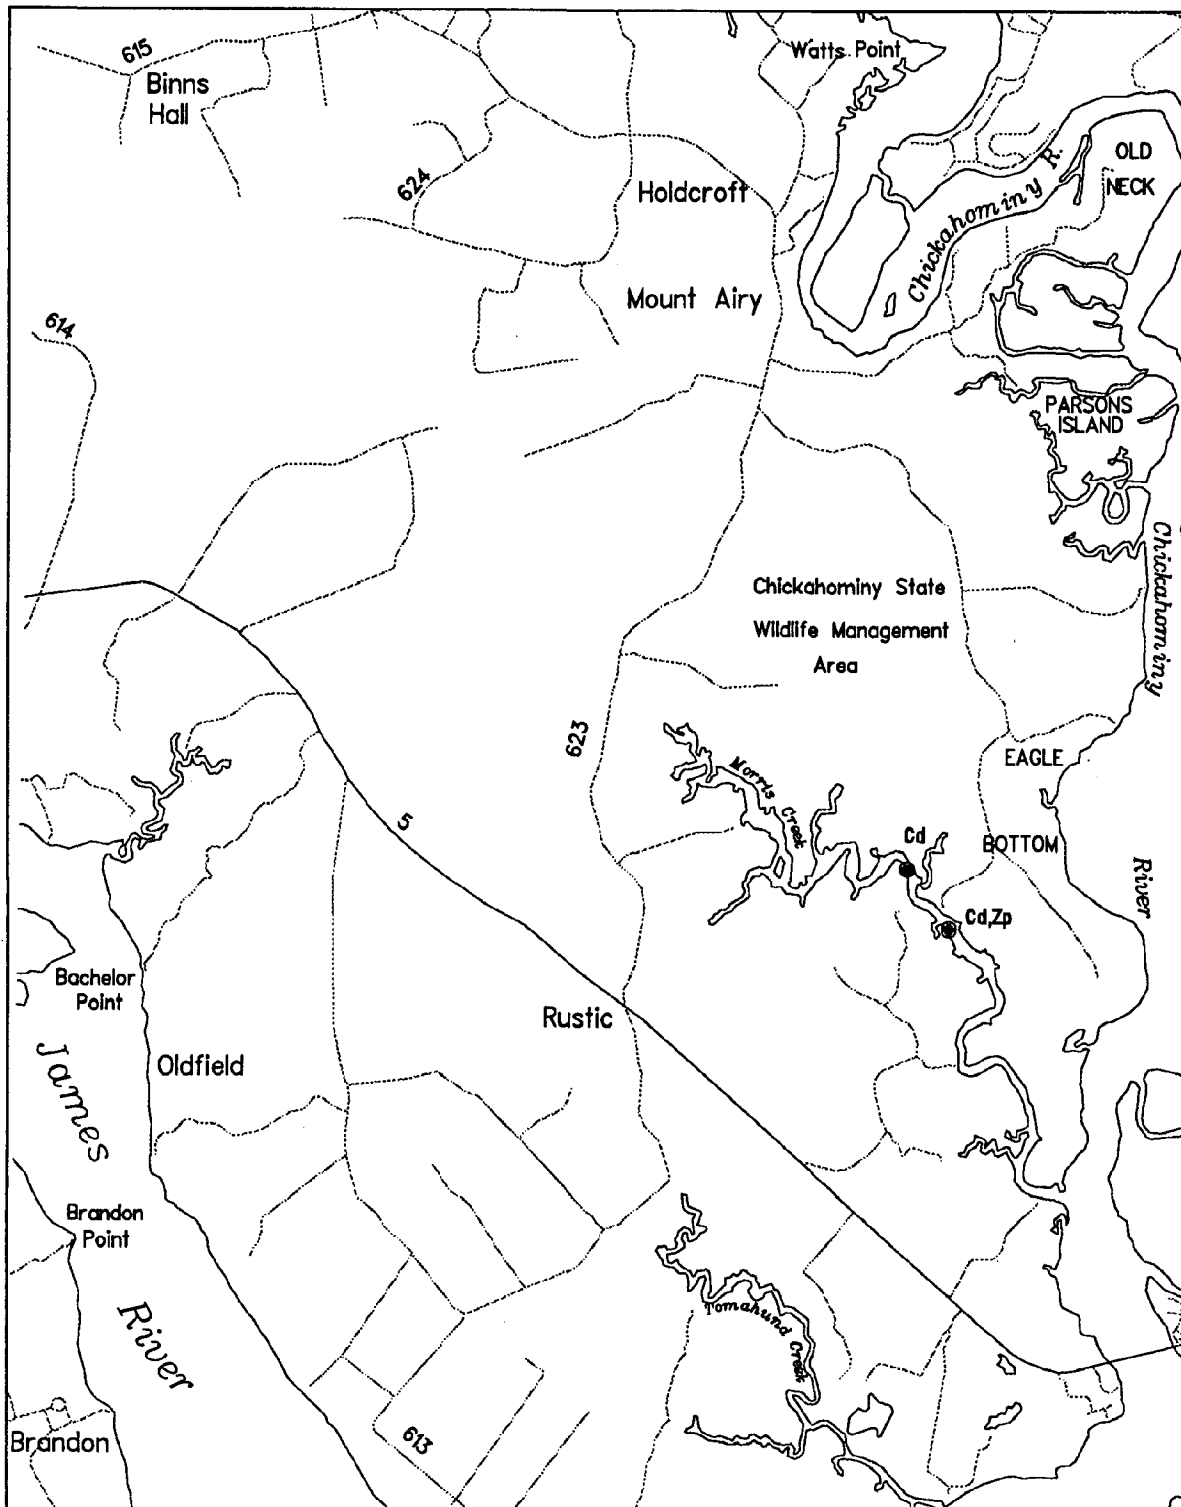 615
Binns
Hall
Watts Point
OLD
NECK
624
Holdcroft
Chickahominy R.
Mount Airy
614
PARSONS
ISLAND
Chickahominy
Chickahominy State
Wildlife Management
Area
623
EAGLE
Morris
Creek
5
Cd
BOTTOM
River
Cd,Zp
Bachelor
Point
Rustic
James
Oldfield
Brandon
Point
River
Tomahund Creek
613
Brandon